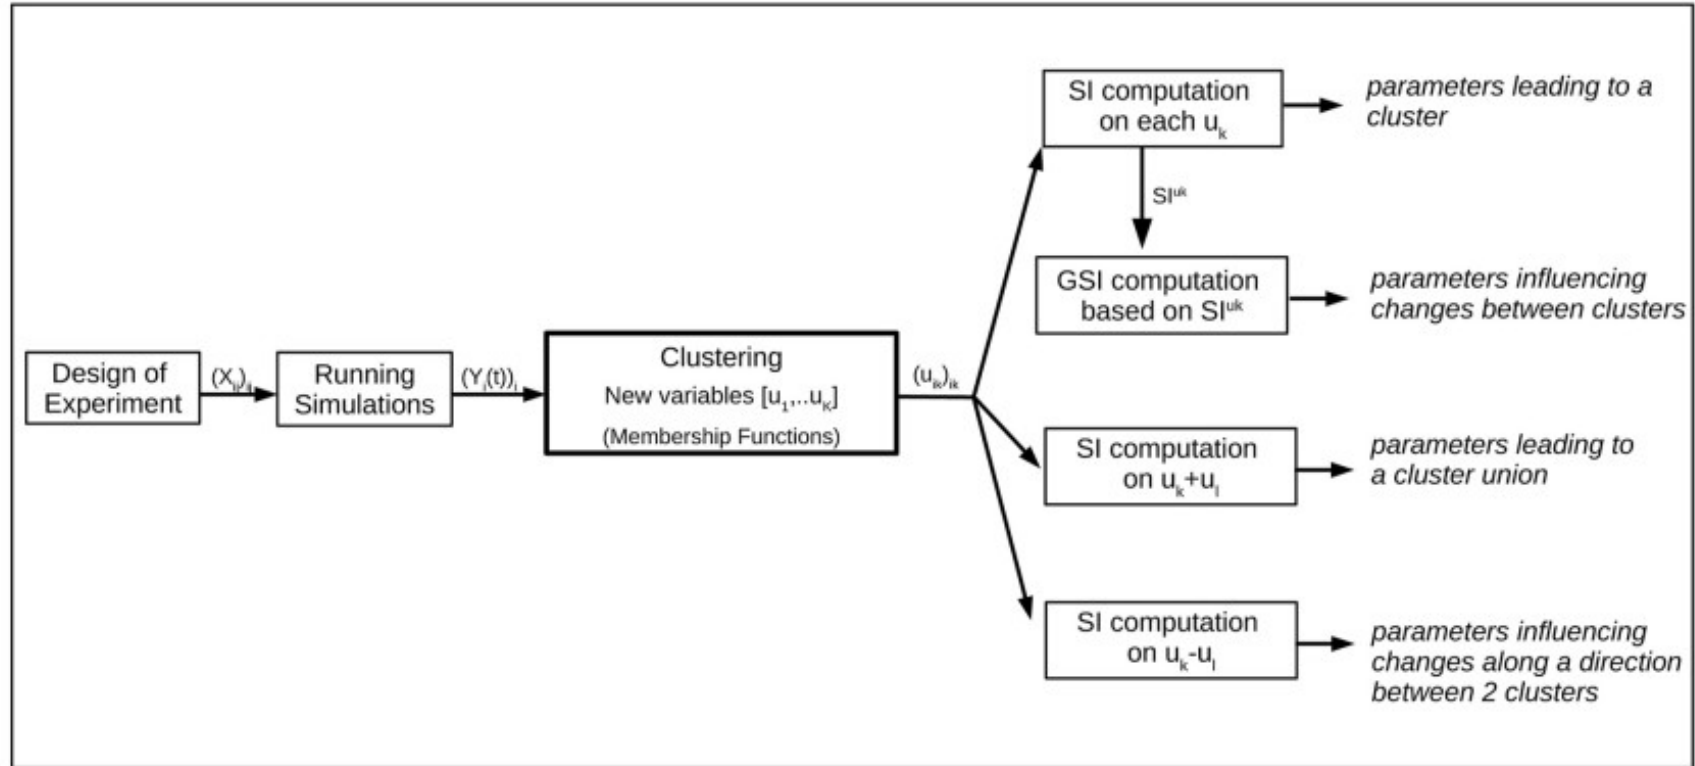 Design of
Experiment
(X_ij)_ij
Running
Simulations
(Y_i(t))_i
Clustering
New variables [u_1,..u_K]
(Membership Functions)
(u_ik)_ik
SI computation
on each u_k
parameters leading to a
cluster
SI^uk
GSI computation
based on SI^uk
parameters influencing
changes between clusters
SI computation
on u_k+u_l
parameters leading to
a cluster union
SI computation
on u_k-u_l
parameters influencing
changes along a direction
between 2 clusters